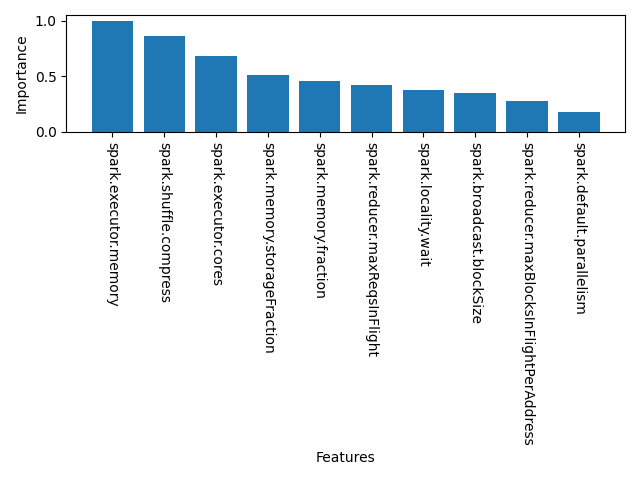 Importance
1.0
0.5
0.0
spark.executor.memory
spark.shuffle.compress
spark.executor.cores
spark.memory.storageFraction
spark.memory.fraction
spark.reducer.maxReqsInFlight
spark.locality.wait
spark.broadcast.blockSize
spark.reducer.maxBlocksInFlightPerAddress
spark.default.parallelism
Features